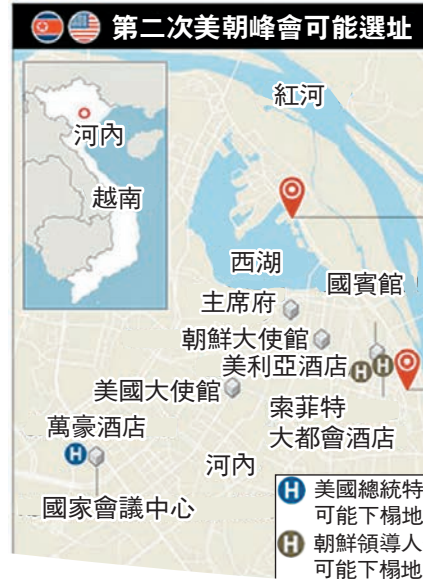 第二次美朝峰會可能選址
紅河
河內
越南
西湖
國賓館
主席府
朝鮮大使館
美利亞酒店
H H
美國大使館
索菲特
大都會酒店
萬豪酒店
H
河內
國家會議中心
H 美國總統特
可能下榻地
H 朝鮮領導人
可能下榻地